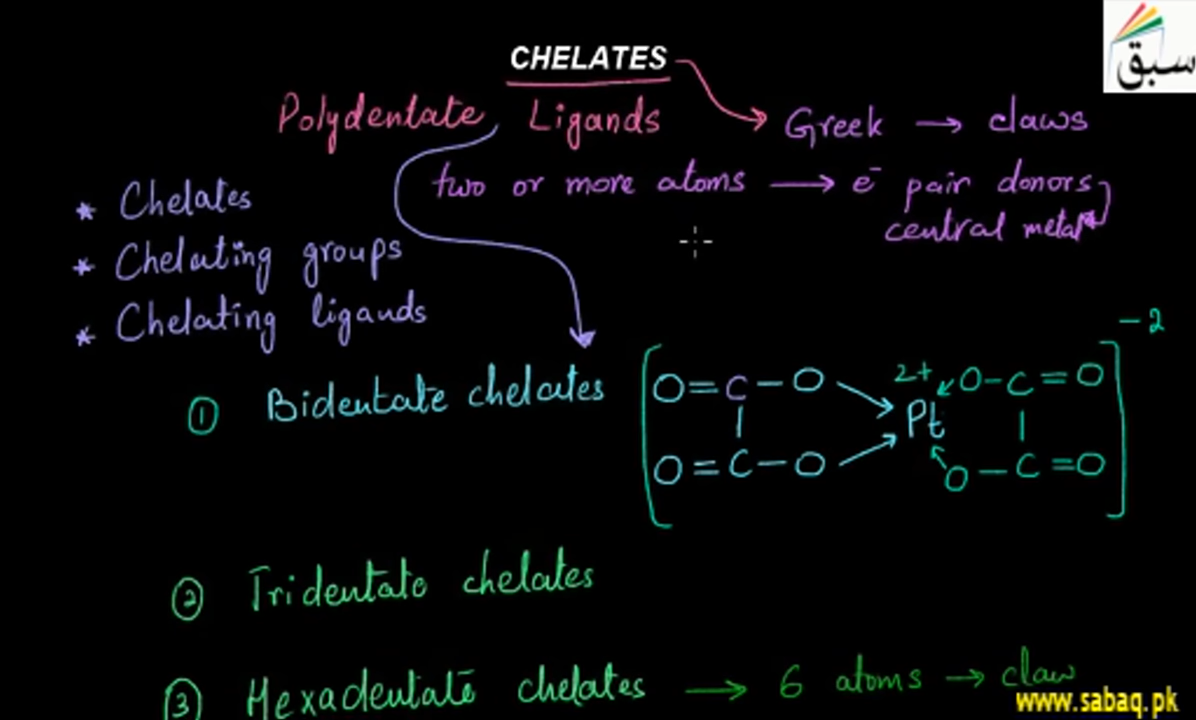 سبق
CHELATES
Polydentate Ligands
Greek → claws
two or more atoms → e⁻ pair donors
central metal
* Chelates
* Chelating groups
* Chelating ligands
① Bidentate chelates
[O=C-O → Pt 2+ ↙ O-C=O] -2
| |
O=C-O → ↖ O-C=O
② Tridentate chelates
③ Hexadentate chelates → 6 atoms → claw
www.sabaq.pk